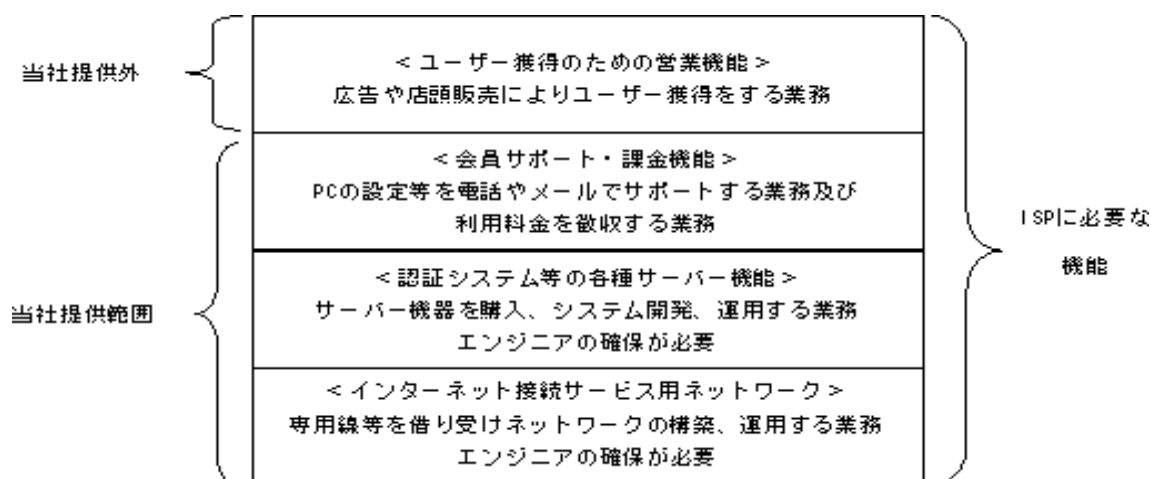 当社提供外
＜ユーザー獲得のための営業機能＞
広告や店頭販売によりユーザー獲得をする業務
＜会員サポート・課金機能＞
PCの設定等を電話やメールでサポートする業務及び
利用料金を徴収する業務
ISPに必要な
機能
当社提供範囲
＜認証システム等の各種サーバー機能＞
サーバー機器を購入、システム開発、運用する業務
エンジニアの確保が必要
＜インターネット接続サービス用ネットワーク＞
専用線等を借り受けネットワークの構築、運用する業務
エンジニアの確保が必要